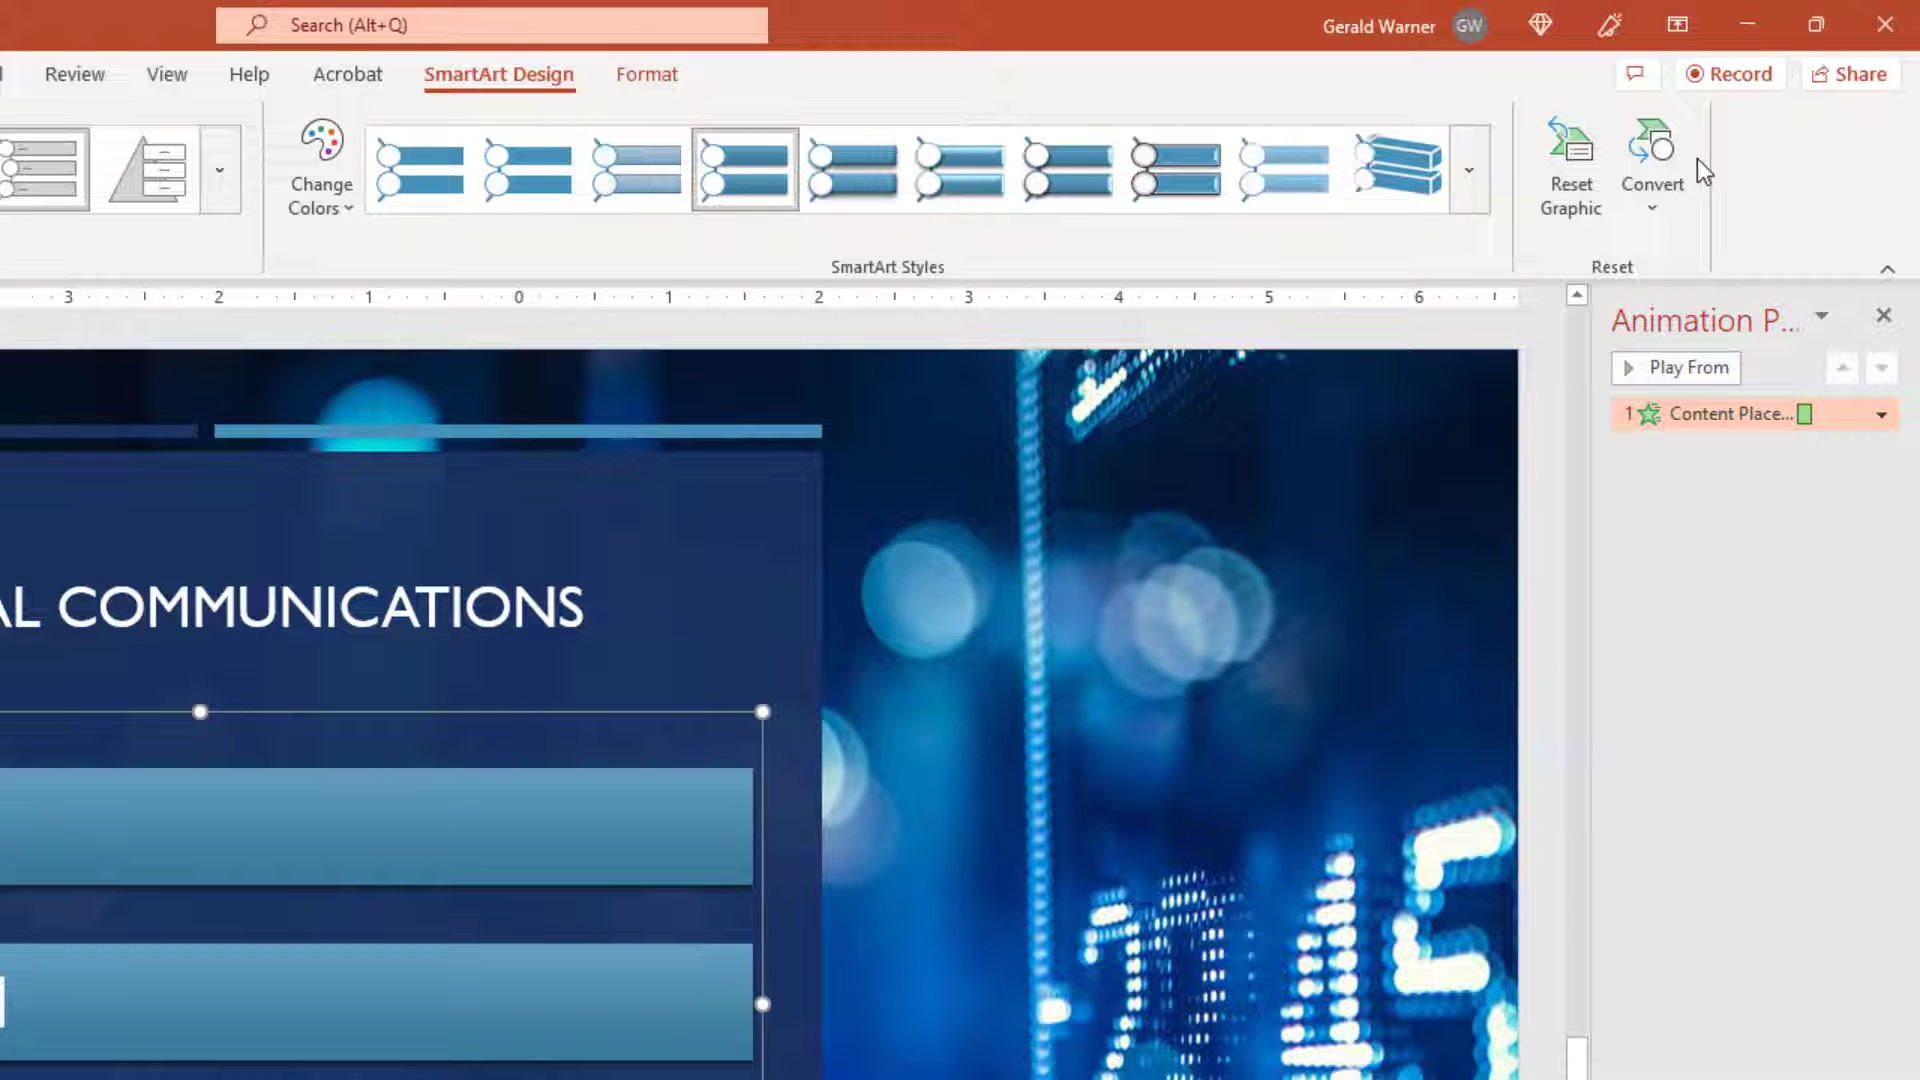 Search (Alt+Q)
Gerald Warner
GW
Review
View
Help
Acrobat
SmartArt Design
Format
Record
Share
Change
Colors
Reset
Graphic
Convert
SmartArt Styles
Reset
3 2 1 0 1 2 3 4 5 6
Animation P...
Play From
1 Content Place...
AL COMMUNICATIONS